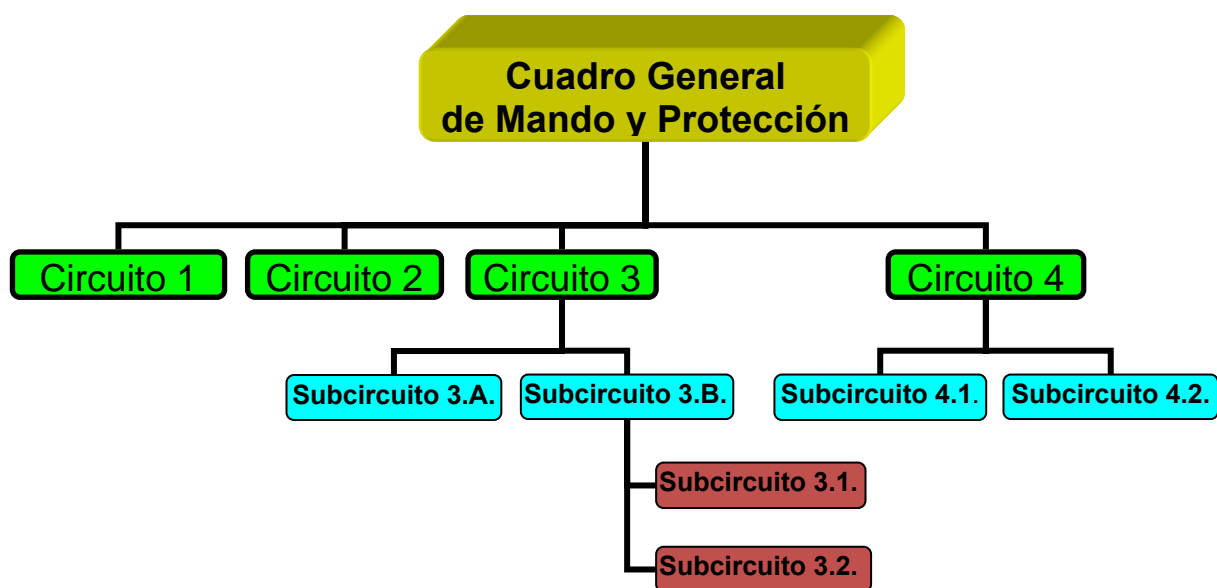 Cuadro General
de Mando y Protección
Circuito 1
Circuito 2
Circuito 3
Circuito 4
Subcircuito 3.A.
Subcircuito 3.B.
Subcircuito 4.1.
Subcircuito 4.2.
Subcircuito 3.1.
Subcircuito 3.2.